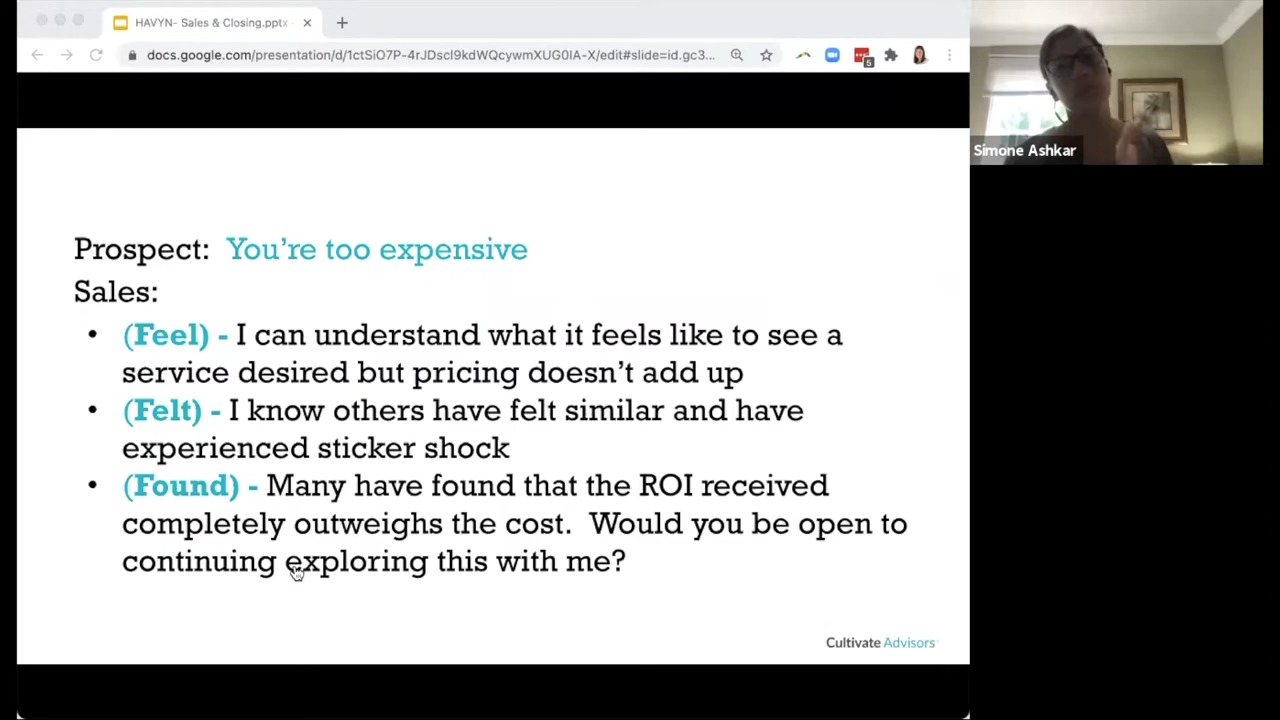 HAVYN- Sales & Closing.pptx
docs.google.com/presentation/d/1ctSiO7P-4rJDscI9kdWQcywmXUG0IA-X/edit#slide=id.gc3...
5
Simone Ashkar
Prospect: You're too expensive
Sales:
• (Feel) - I can understand what it feels like to see a
service desired but pricing doesn't add up
• (Felt) - I know others have felt similar and have
experienced sticker shock
• (Found) - Many have found that the ROI received
completely outweighs the cost. Would you be open to
continuing exploring this with me?
Cultivate Advisors